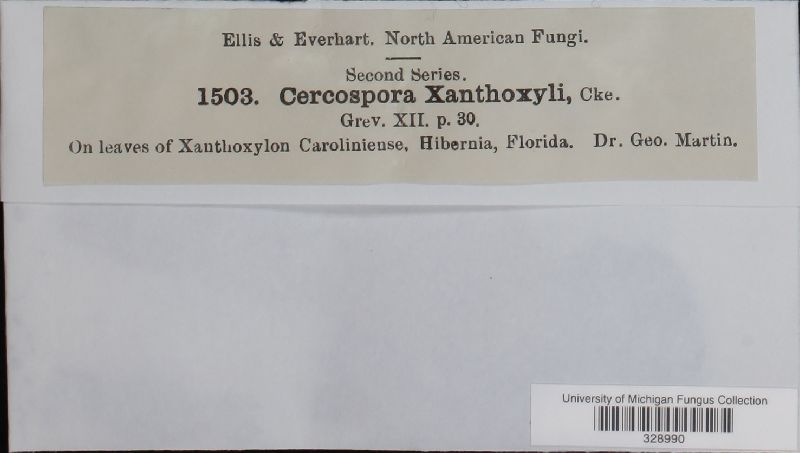 Ellis & Everhart. North American Fungi.
Second Series.
1503. Cercospora Xanthoxyli, Cke.
Grev. XII. p. 30.
On leaves of Xanthoxylon Caroliniense, Hibernia, Florida. Dr. Geo. Martin.
University of Michigan Fungus Collection
328990